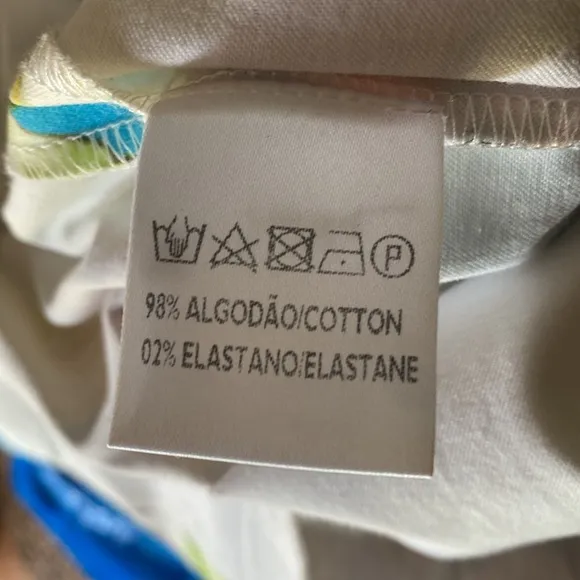 P
98% ALGODÃO/COTTON
02% ELASTANO/ELASTANE